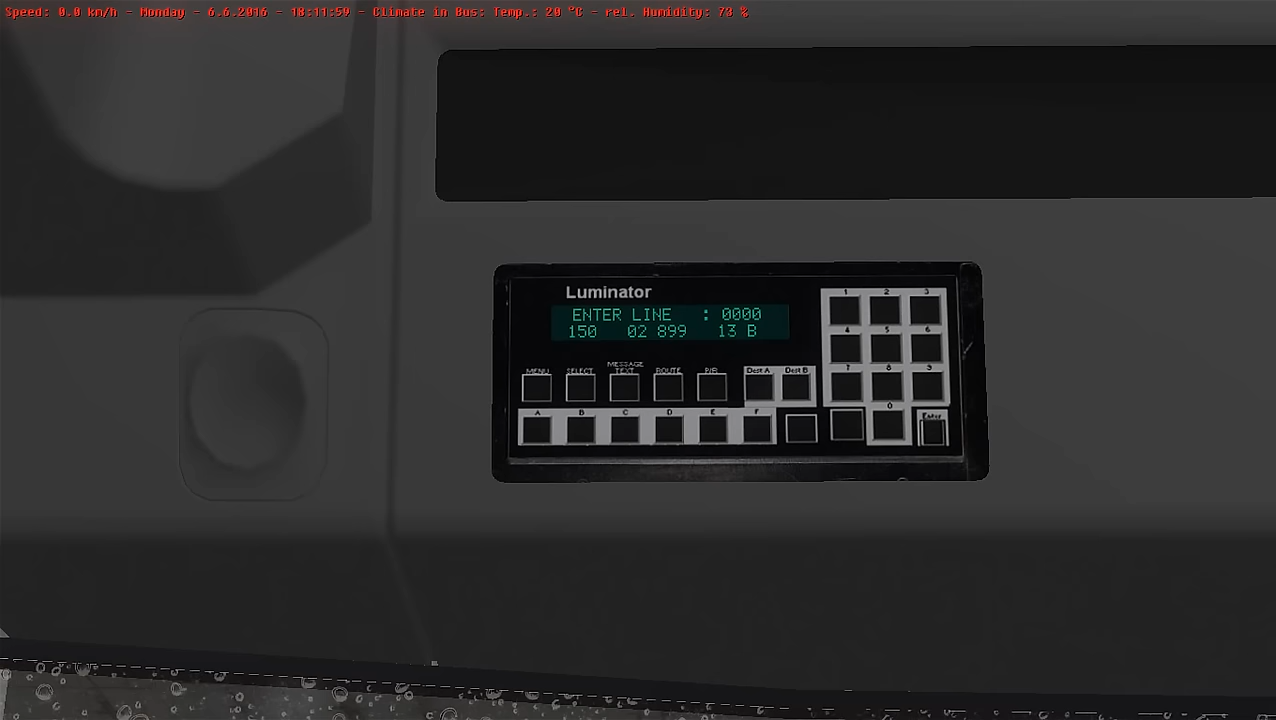 Speed: 0.0 km/h - Monday - 6.6.2016 - 18:11:59 - Climate in Bus: Temp.: 20 °C - rel. Humidity: 73 %
Luminator
ENTER LINE : 0000
150 02 899 13 B
1 2 3
4 5 6
7 8 9
MENU SELECT MESSAGE TEXT ROUTE P/R Dest A Dest B
A B C D E F 0 Enter